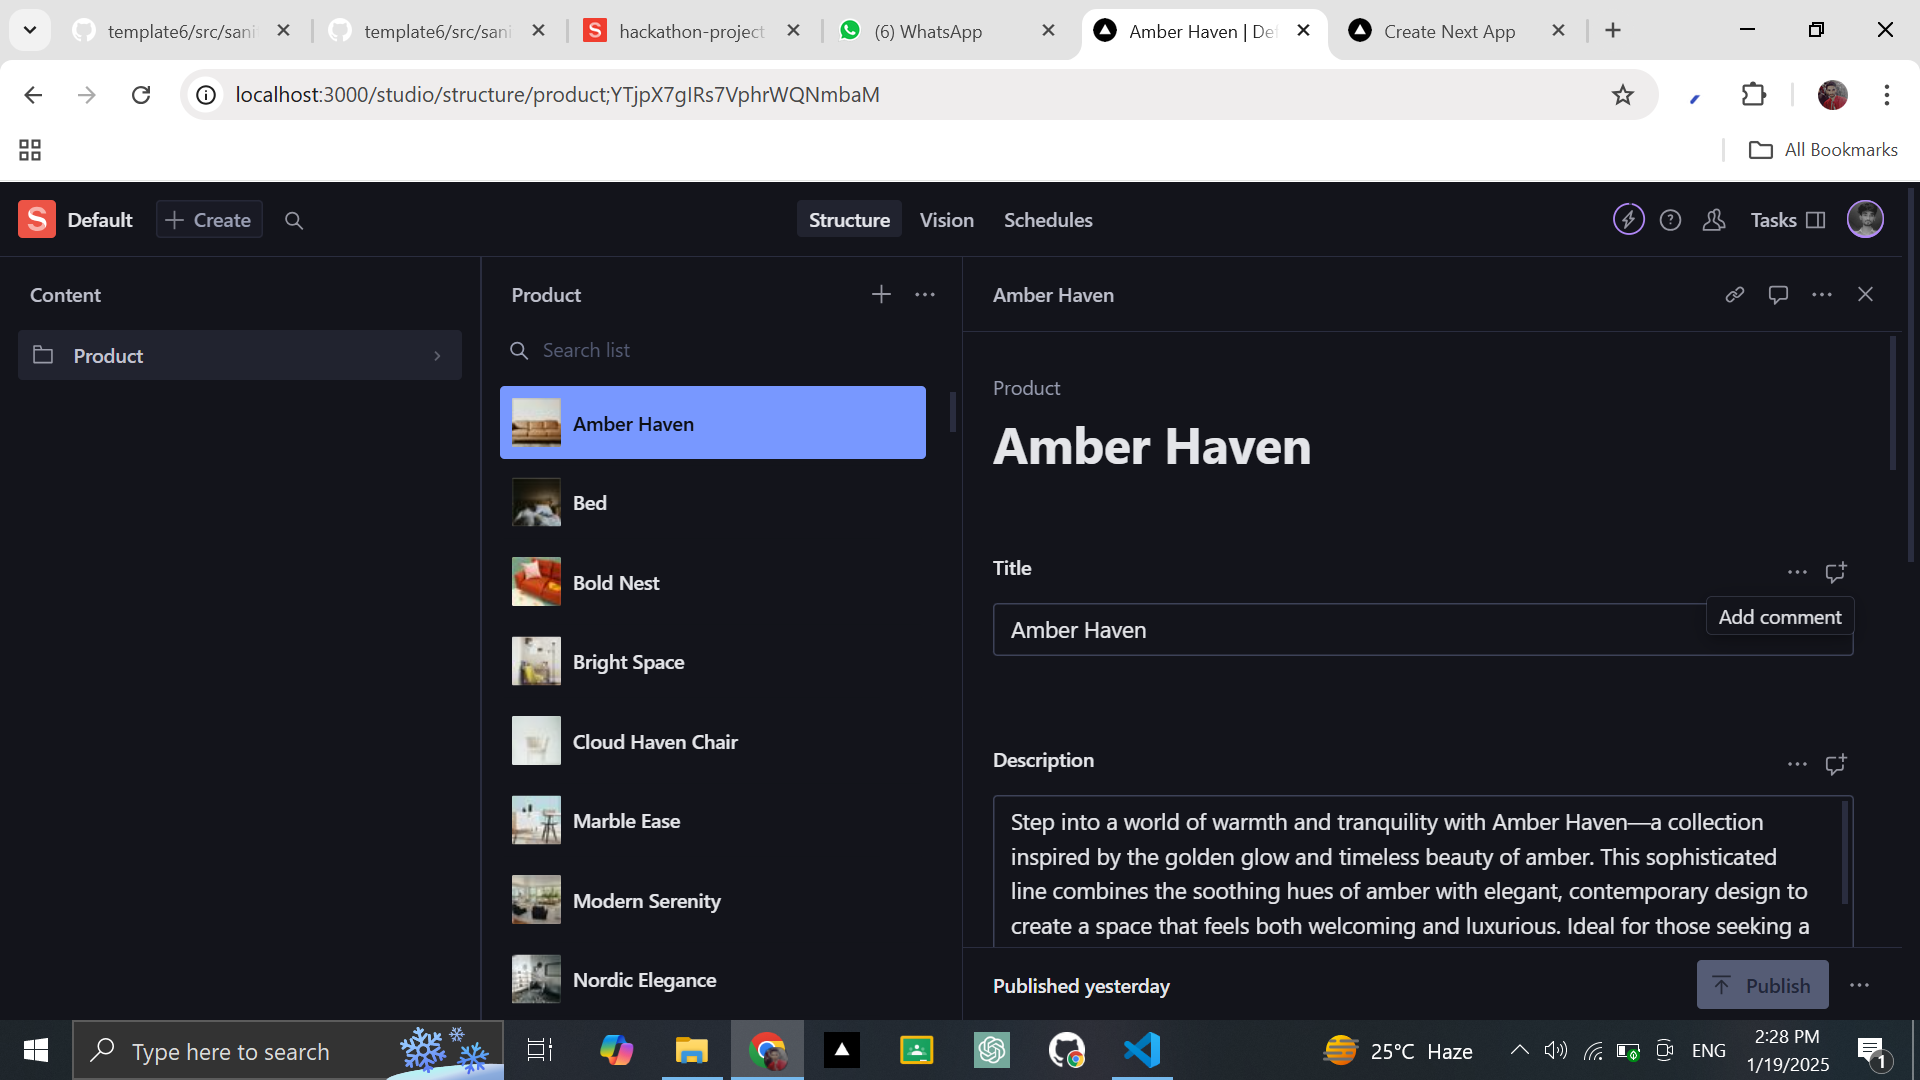 template6/src/sani
template6/src/sani
S
hackathon-project
(6) WhatsApp
Amber Haven | Def
Create Next App
localhost:3000/studio/structure/product;YTjpX7gIRs7VphrWQNmbaM
All Bookmarks
S
Default
Create
Structure
Vision
Schedules
Tasks
Content
Product
Amber Haven
Product
Search list
Product
Amber Haven
Amber Haven
Bed
Bold Nest
Title
Bright Space
Amber Haven
Add comment
Cloud Haven Chair
Description
Marble Ease
Step into a world of warmth and tranquility with Amber Haven—a collection
inspired by the golden glow and timeless beauty of amber. This sophisticated
Modern Serenity
line combines the soothing hues of amber with elegant, contemporary design to
create a space that feels both welcoming and luxurious. Ideal for those seeking a
Nordic Elegance
Published yesterday
Publish
Type here to search
25°C Haze
ENG
2:28 PM
1/19/2025
1